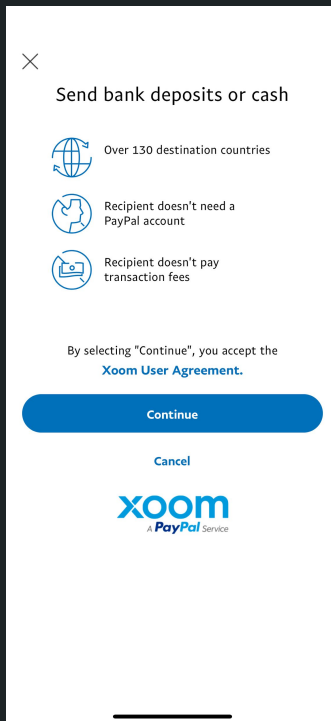 Send bank deposits or cash
Over 130 destination countries
Recipient doesn't need a
PayPal account
Recipient doesn't pay
transaction fees
By selecting "Continue", you accept the
Xoom User Agreement.
Continue
Cancel
xoom
A PayPal Service